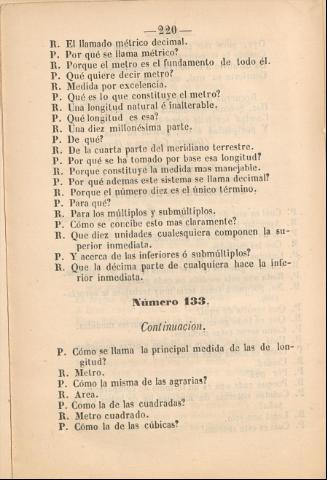 —220—
R. El llamado métrico decimal.
P. Por qué se llama métrico?
R. Porque el metro es el fundamento de todo él.
P. Qué quiere decir metro?
R. Medida por excelencia.
P. Qué es lo que constituye el metro?
R. Una longitud natural é inalterable.
P. Qué longitud es esa?
R. Una diez millonésima parte.
P. De qué?
R. De la cuarta parte del meridiano terrestre.
P. Por qué se ha tomado por base esa longitud?
R. Porque constituye la medida mas manejable.
P. Por qué ademas este sistema se llama decimal?
R. Porque el número diez es el único término.
P. Para qué?
R. Para los múltiplos y submúltiplos.
P. Cómo se concibe esto mas claramente?
R. Que diez unidades cualesquiera componen la su-
perior inmediata.
P. Y acerca de las inferiores ó submúltiplos?
R. Que la décima parte de cualquiera hace la infe-
rior inmediata.
Número 133.
Continuacion.
P. Cómo se llama la principal medida de las de lon-
gitud?
R. Metro.
P. Cómo la misma de las agrarias?
R. Area.
P. Como la de las cuadradas?
R. Metro cuadrado.
P. Cómo la de las cúbicas?